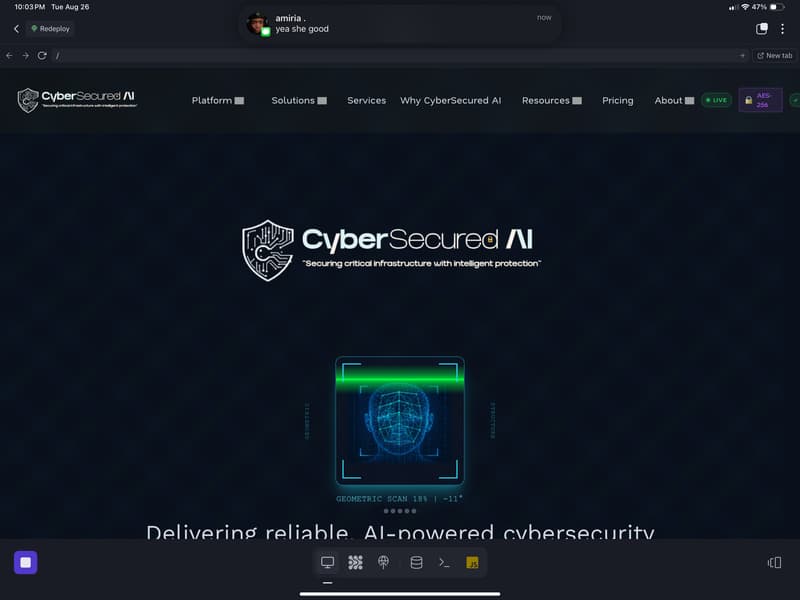 10:03 PM Tue Aug 26
47%
amiria .
now
yea she good
Redeploy
/
New tab
CyberSecured AI
"Securing critical infrastructure with intelligent protection"
Platform
Solutions
Services
Why CyberSecured AI
Resources
Pricing
About
LIVE
AES-
256
CyberSecured AI
"Securing critical infrastructure with intelligent protection"
GEOMETRIC SCAN 18% | -11°
Delivering reliable, AI-powered cybersecurity
JS